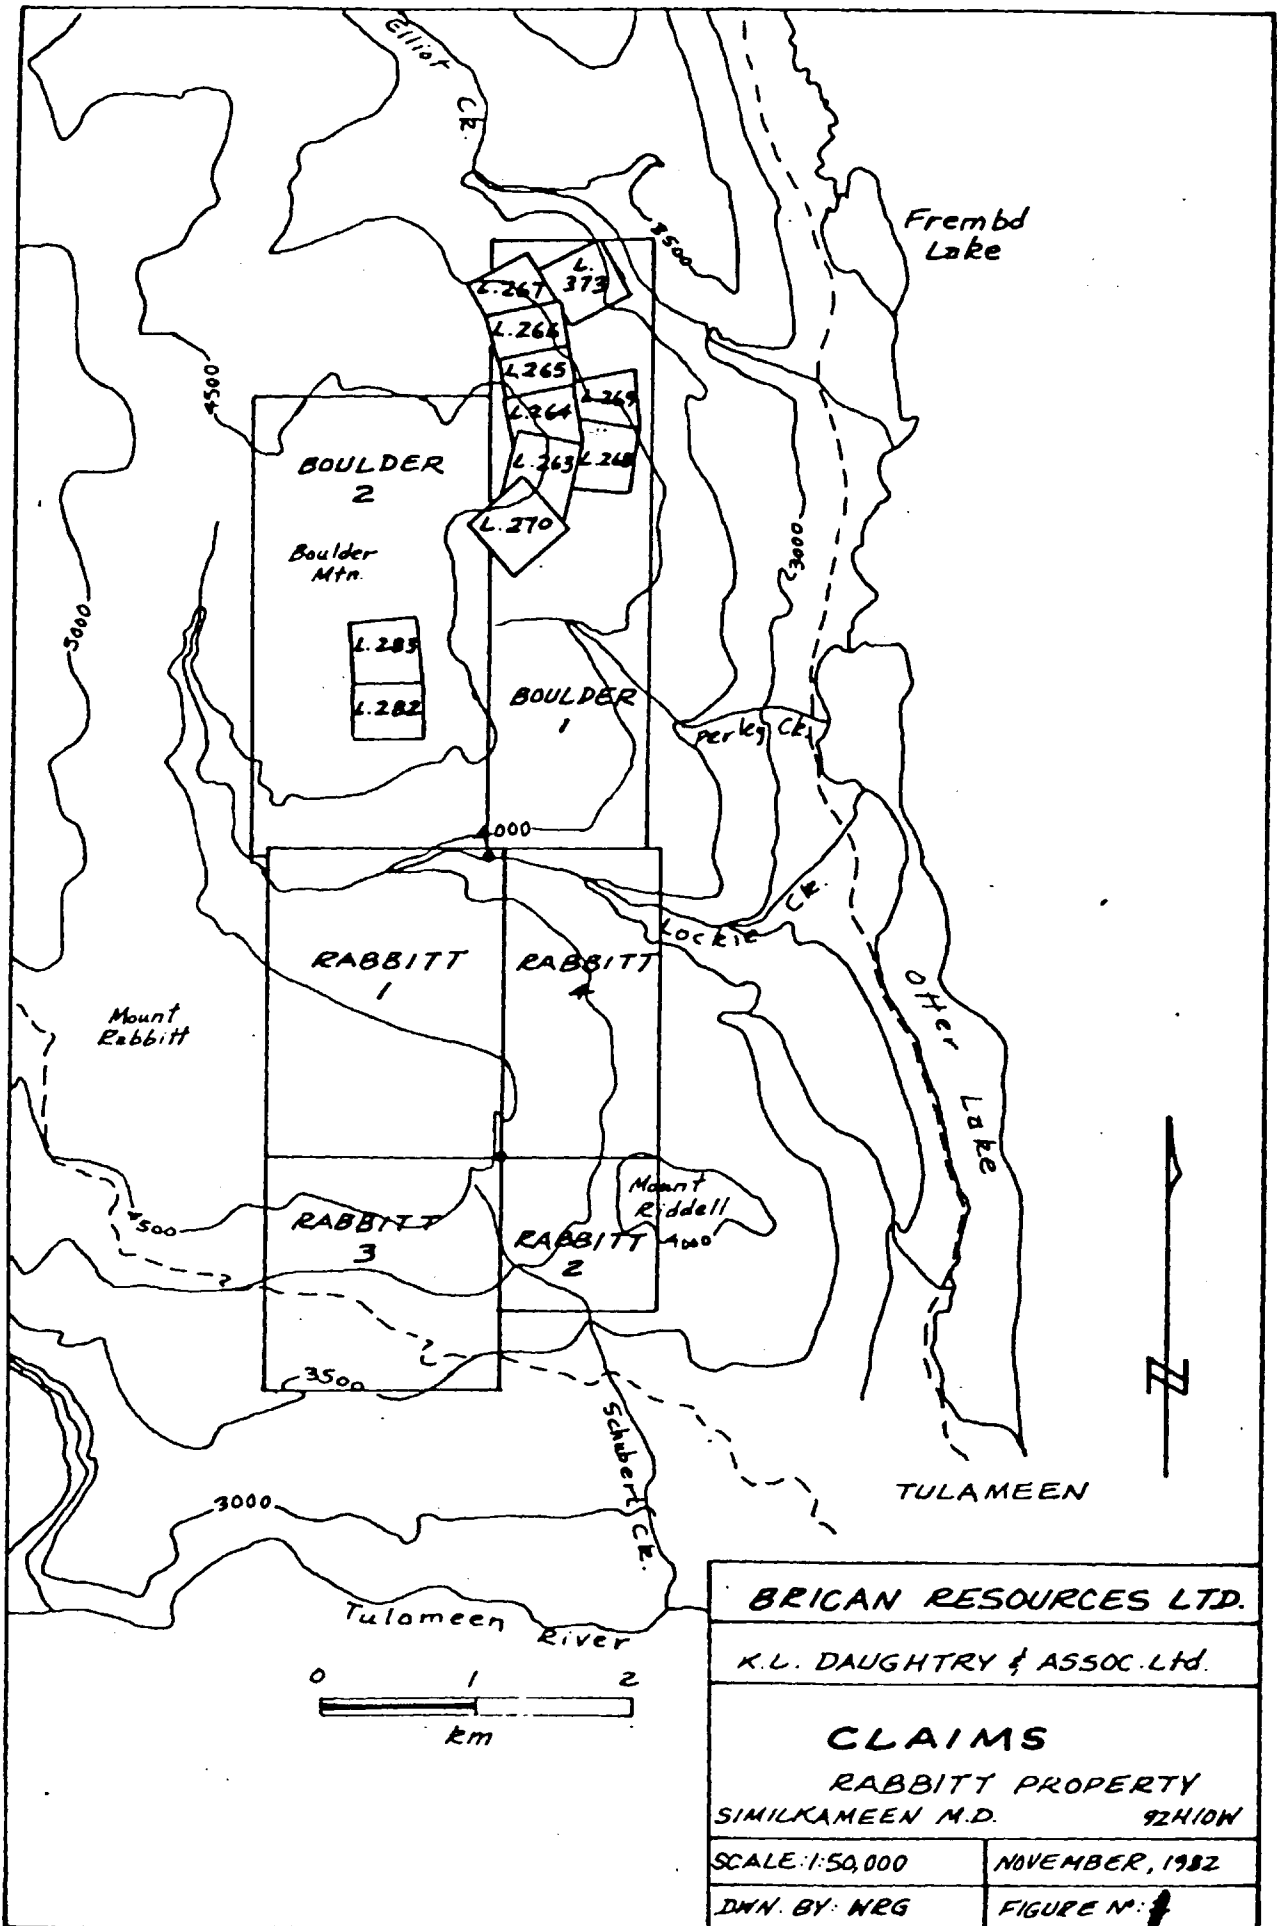 Elliot
Ck.
3500
Frembd
Lake
L.267
L.
373
L.266
L.265
L.264
L.269
L.263
L.268
L.270
4500
BOULDER
2
Boulder
Mtn.
3000
5000
L.283
L.282
BOULDER
1
Perley Ck.
4000
Lockie Ck.
RABBITT
1
RABBITT
4
Otter Lake
Mount
Rabbitt
Mount
Riddell
4500
RABBITT
3
RABBITT
2
4000
3500
Schubert Ck.
TULAMEEN
3000
Tulameen River
0 1 2
km
N
BRICAN RESOURCES LTD.
K.L. DAUGHTRY & ASSOC. Ltd.
CLAIMS
RABBITT PROPERTY
SIMILKAMEEN M.D. 92H10W
SCALE: 1:50,000 NOVEMBER, 1982
DWN. BY: WRG FIGURE Nº: